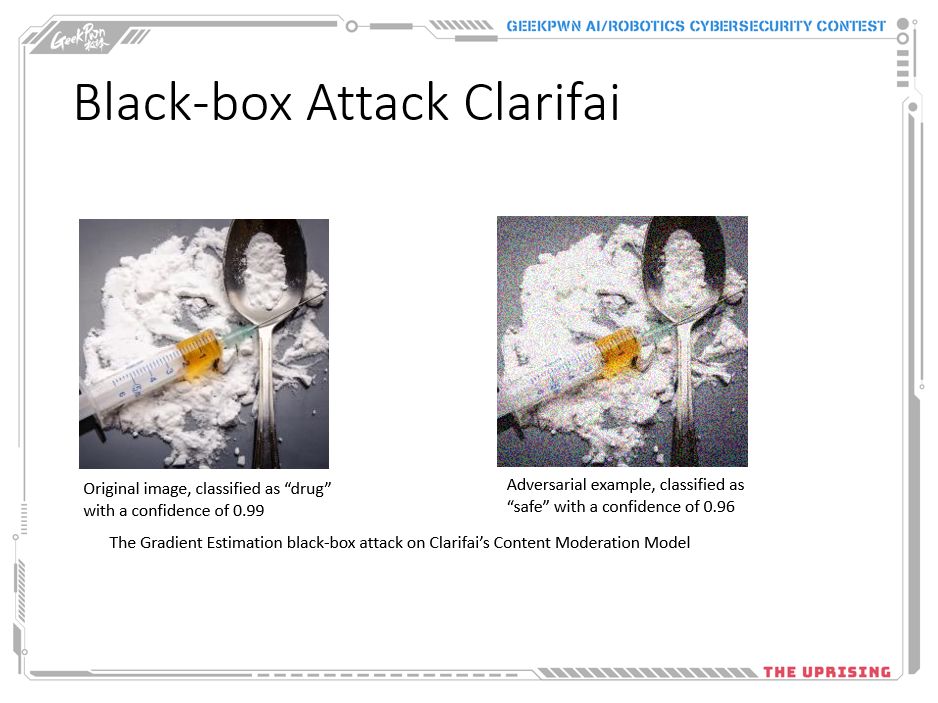 GeekPwn
GEEKPWN AI/ROBOTICS CYBERSECURITY CONTEST
Black-box Attack Clarifai
Original image, classified as “drug”
with a confidence of 0.99
Adversarial example, classified as
“safe” with a confidence of 0.96
The Gradient Estimation black-box attack on Clarifai’s Content Moderation Model
THE UPRISING